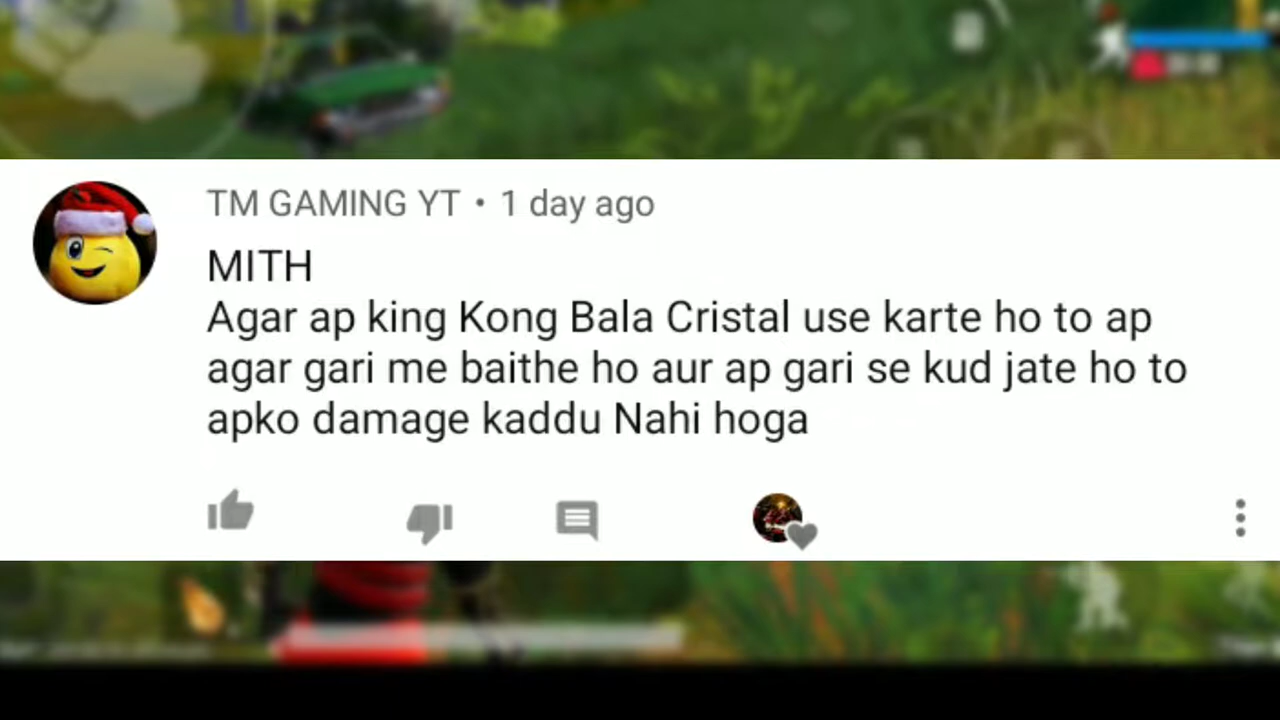 TM GAMING YT • 1 day ago
MITH
Agar ap king Kong Bala Cristal use karte ho to ap
agar gari me baithe ho aur ap gari se kud jate ho to
apko damage kaddu Nahi hoga